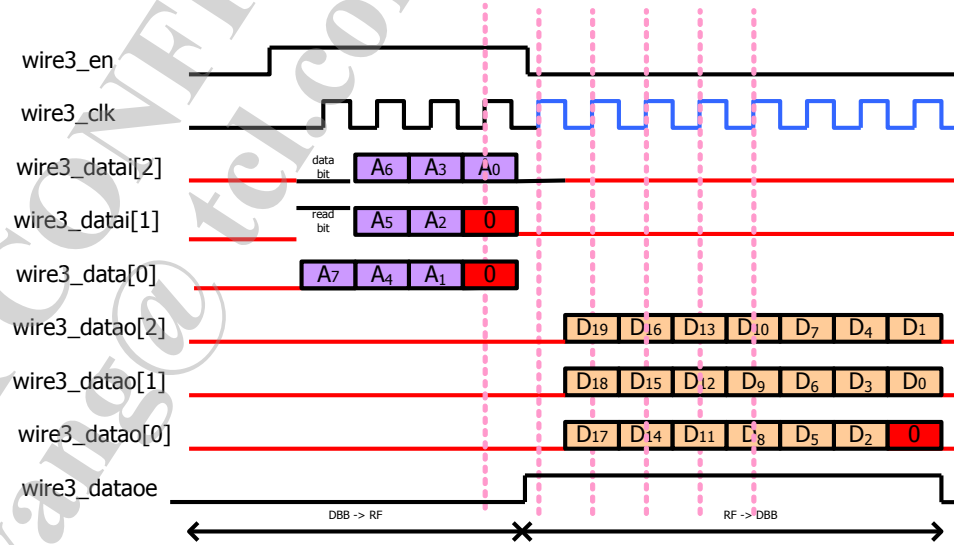 wire3_en
wire3_clk
wire3_datai[2] data bit A6 A3 A0
wire3_datai[1] read bit A5 A2 0
wire3_data[0] A7 A4 A1 0
wire3_datao[2] D19 D16 D13 D10 D7 D4 D1
wire3_datao[1] D18 D15 D12 D9 D6 D3 D0
wire3_datao[0] D17 D14 D11 D8 D5 D2 0
wire3_dataoe
DBB -> RF RF -> DBB